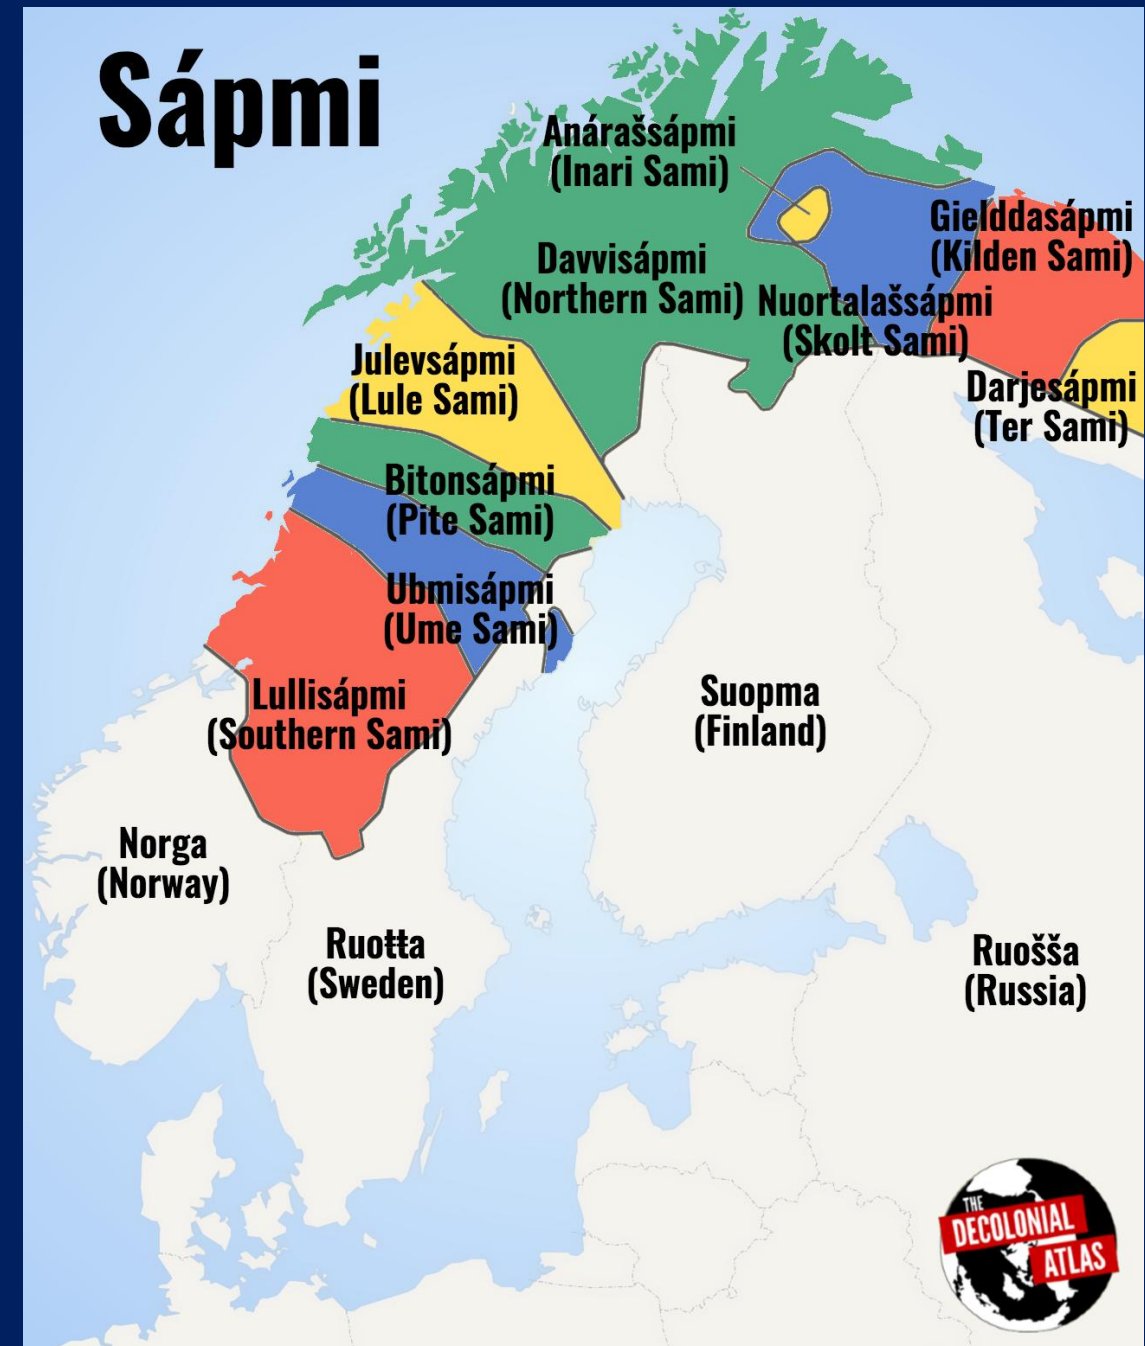 Sápmi
Anárašsápmi
(Inari Sami)
Gielddasápmi
(Kilden Sami)
Davvisápmi
(Northern Sami)
Nuortalašsápmi
(Skolt Sami)
Julevsápmi
(Lule Sami)
Darjesápmi
(Ter Sami)
Bitonsápmi
(Pite Sami)
Ubmisápmi
(Ume Sami)
Lullisápmi
(Southern Sami)
Suopma
(Finland)
Norga
(Norway)
Ruoŧŧa
(Sweden)
Ruošša
(Russia)
THE
DECOLONIAL
ATLAS